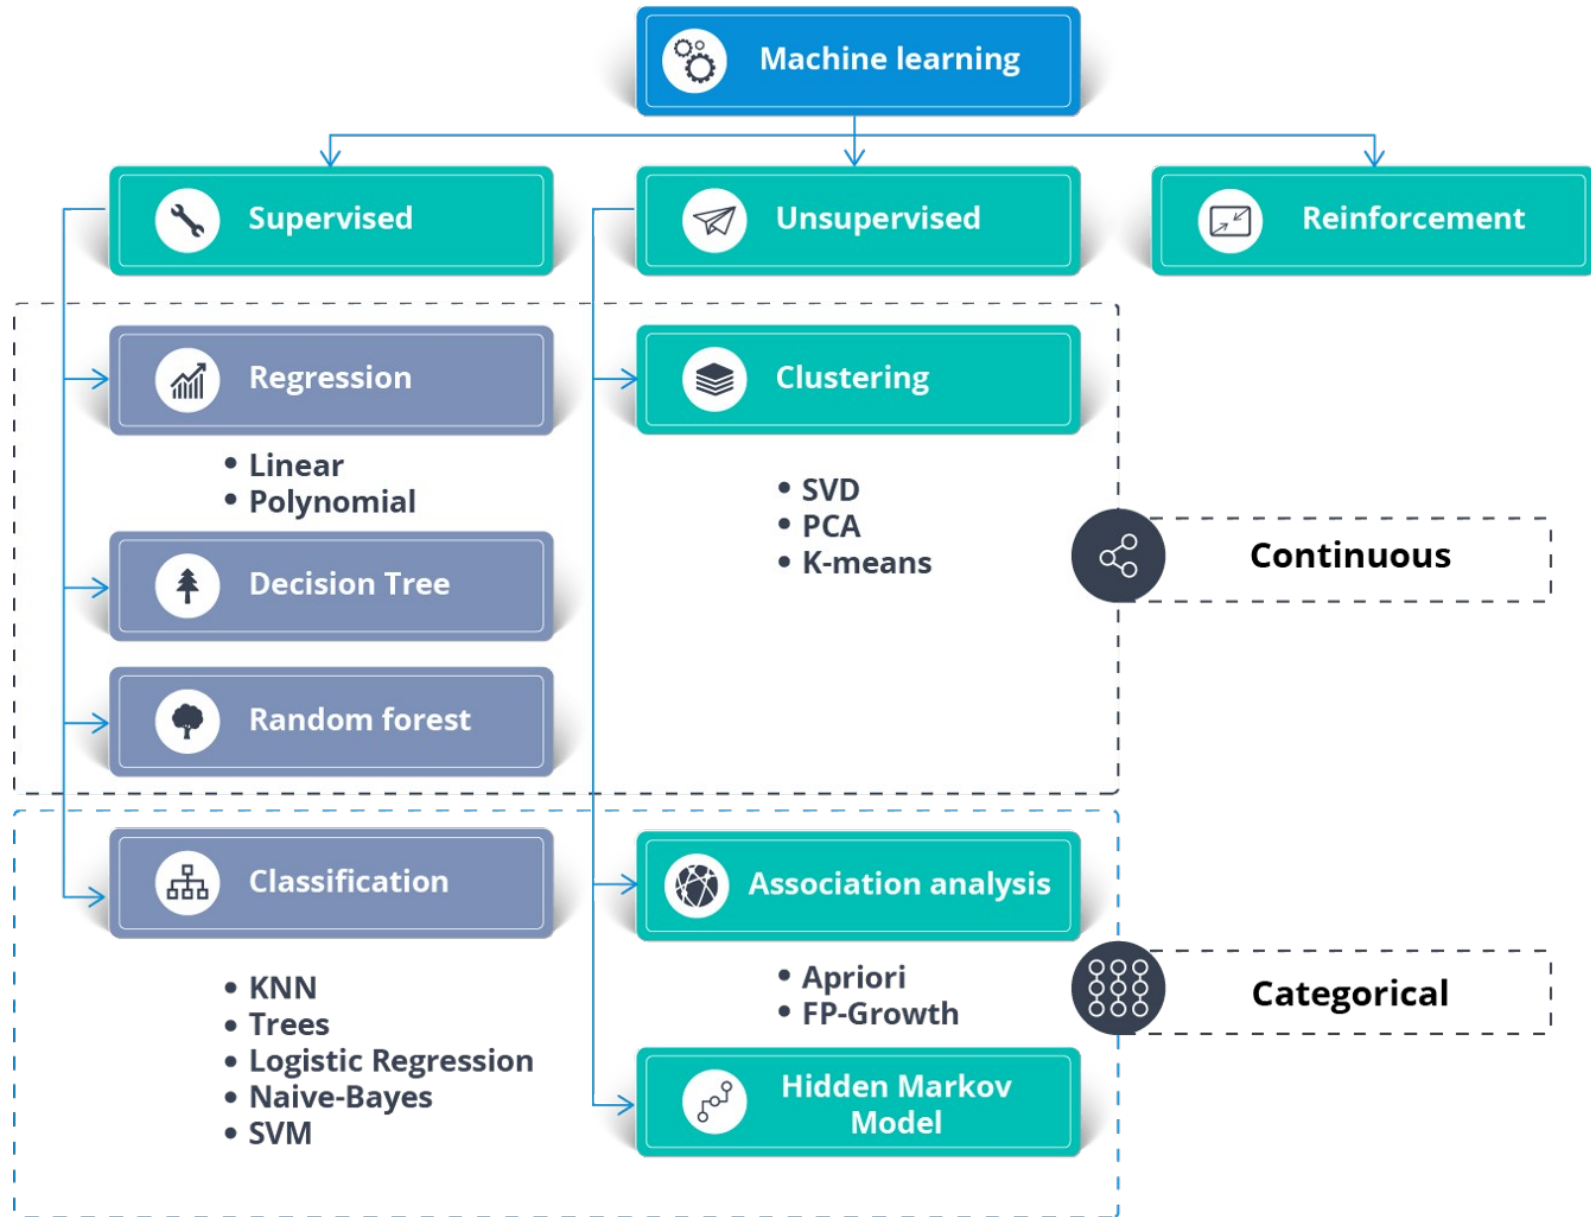 Machine learning
Supervised
Unsupervised
Reinforcement
Regression
• Linear
• Polynomial
Decision Tree
Random forest
Clustering
• SVD
• PCA
• K-means
Continuous
Classification
• KNN
• Trees
• Logistic Regression
• Naive-Bayes
• SVM
Association analysis
• Apriori
• FP-Growth
Hidden Markov
Model
Categorical